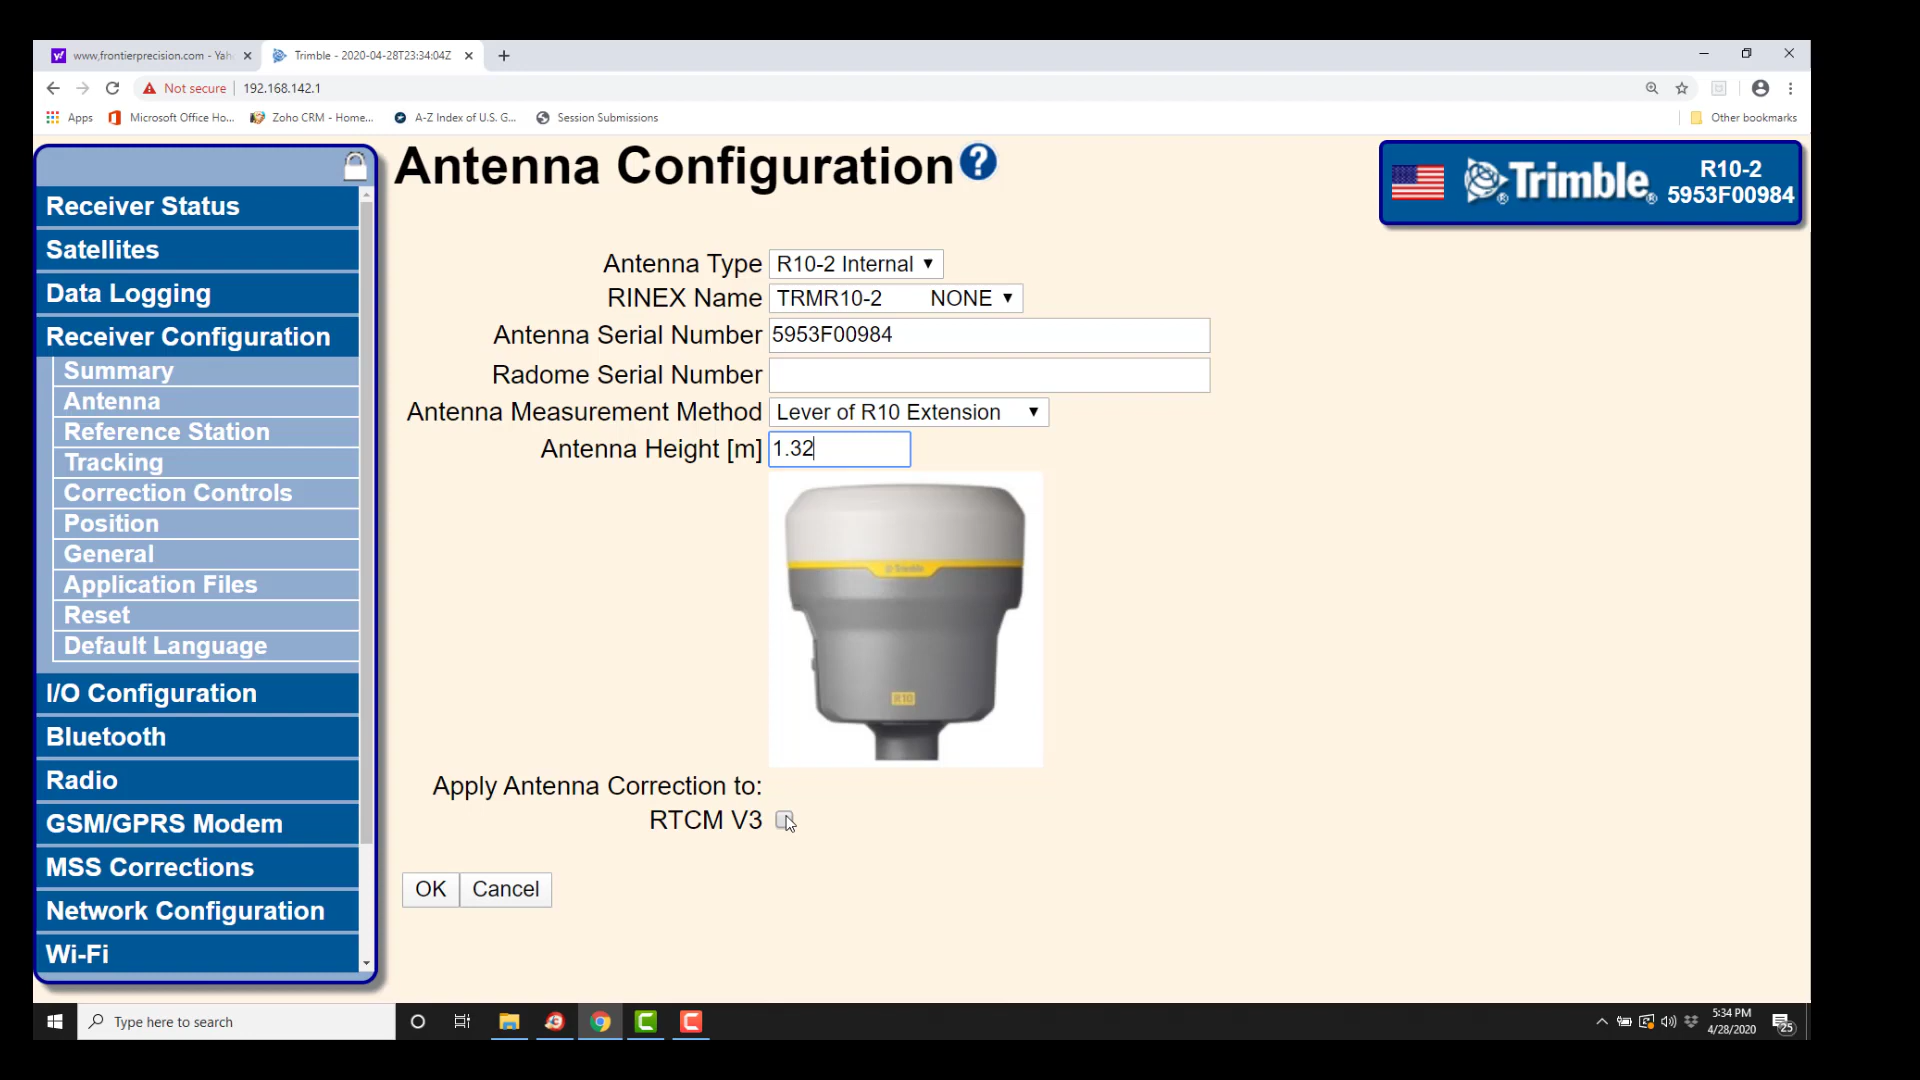 www.frontierprecision.com - Yah
Trimble - 2020-04-28T23:34:04Z
Not secure
192.168.142.1
Apps
Microsoft Office Ho...
Zoho CRM - Home...
A-Z Index of U.S. G...
Session Submissions
Other bookmarks
Receiver Status
Satellites
Data Logging
Receiver Configuration
Summary
Antenna
Reference Station
Tracking
Correction Controls
Position
General
Application Files
Reset
Default Language
I/O Configuration
Bluetooth
Radio
GSM/GPRS Modem
MSS Corrections
Network Configuration
Wi-Fi
Antenna Configuration ?
Trimble® R10-2
5953F00984
Antenna Type R10-2 Internal
RINEX Name TRMR10-2 NONE
Antenna Serial Number 5953F00984
Radome Serial Number
Antenna Measurement Method Lever of R10 Extension
Antenna Height [m] 1.32
Trimble
R10
Apply Antenna Correction to:
RTCM V3
OK Cancel
Type here to search
5:34 PM
4/28/2020
25